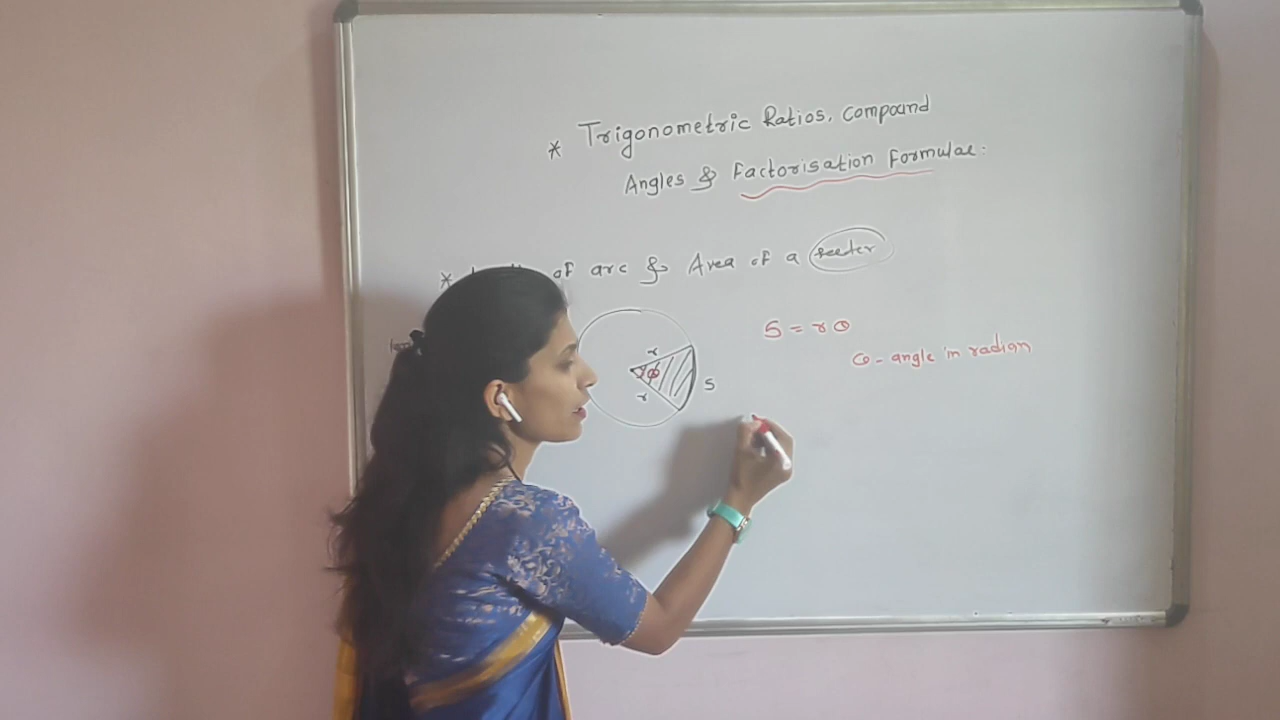 * Trigonometric Ratios, Compound
Angles & Factorisation Formulae:
* of arc & Area of a sector
S = rθ
θ - angle in radian
r
θ
r
S